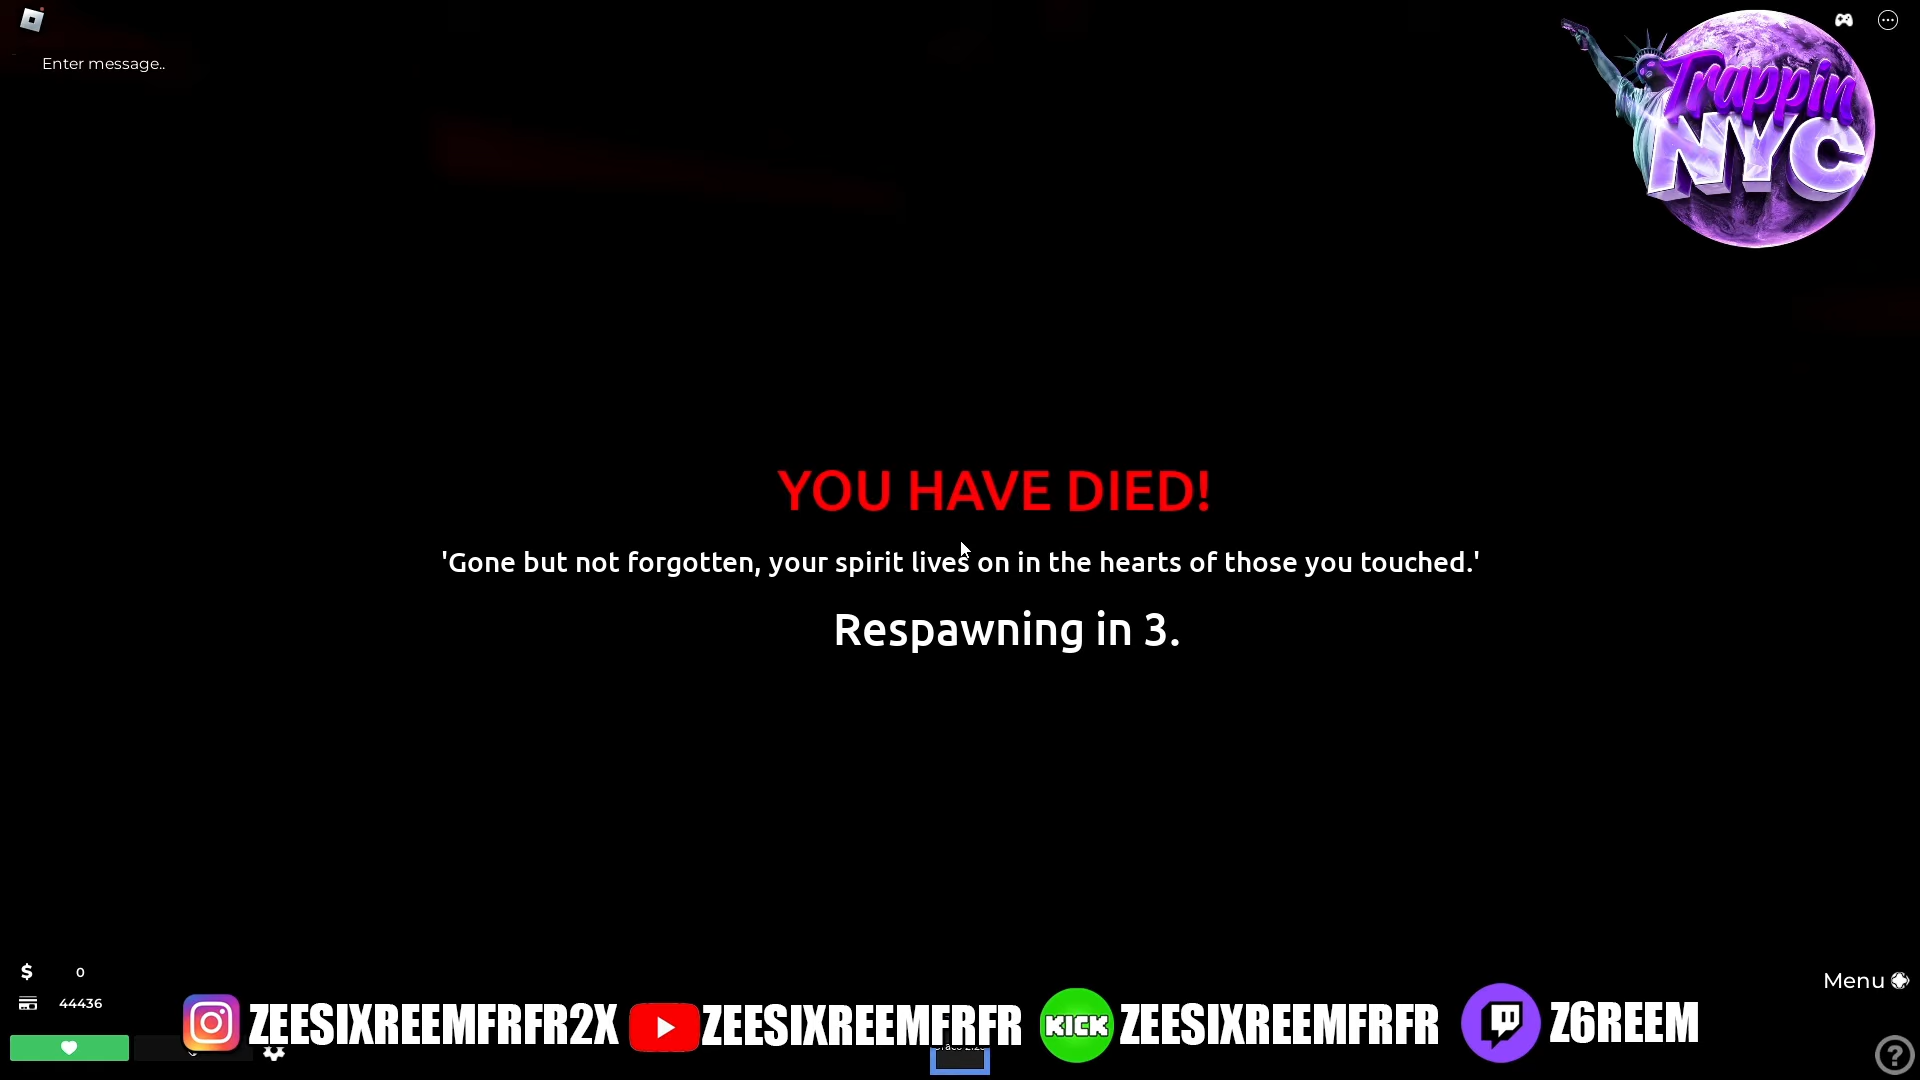 Enter message..
Trappin
NYC
YOU HAVE DIED!
'Gone but not forgotten, your spirit lives on in the hearts of those you touched.'
Respawning in 3.
$ 0
44436
Menu
ZEESIXREEMFRFR2X
ZEESIXREEMFRFR
KICK
ZEESIXREEMFRFR
Z6REEM
?